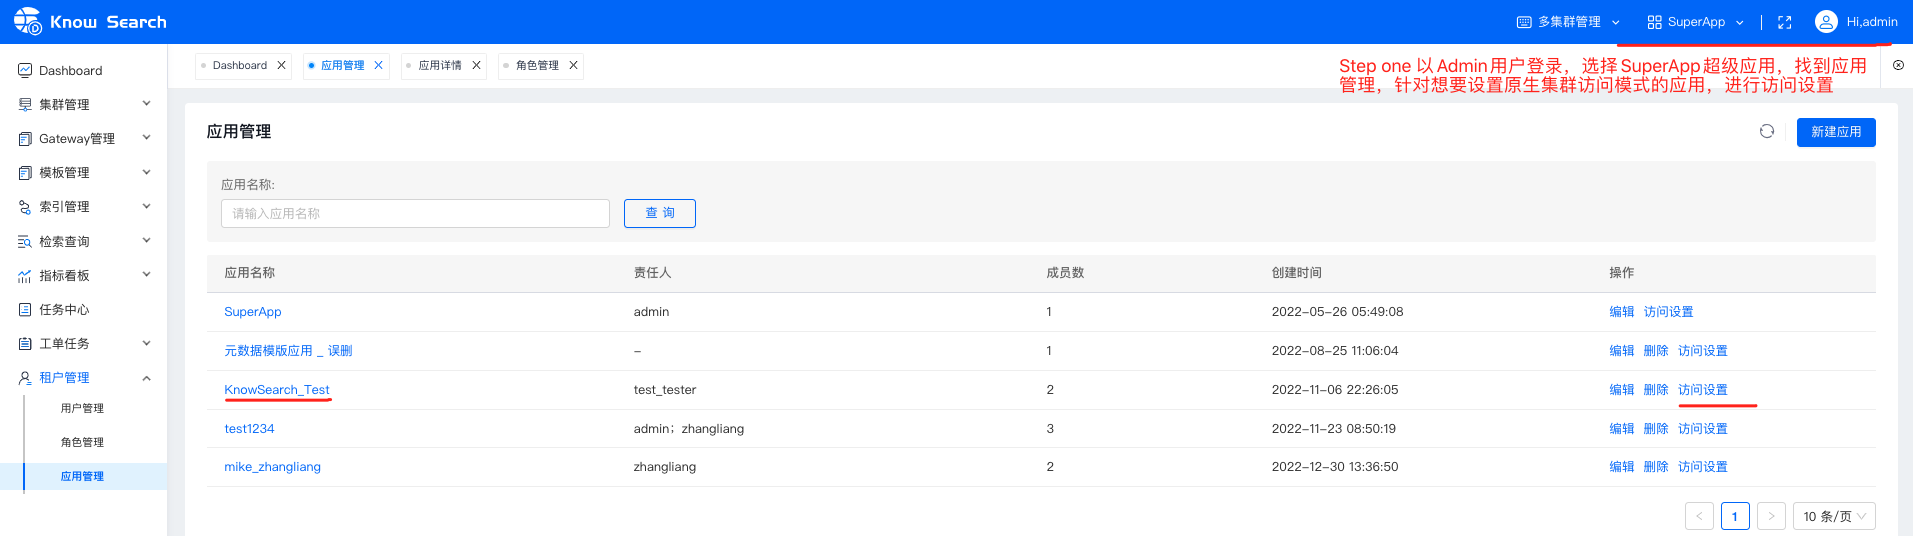 Know Search
多集群管理
SuperApp
Hi,admin
Dashboard
集群管理
Gateway管理
模板管理
索引管理
检索查询
指标看板
任务中心
工单任务
租户管理
用户管理
角色管理
应用管理
Dashboard
应用管理
应用详情
角色管理
Step one 以Admin用户登录，选择SuperApp超级应用，找到应用
管理，针对想要设置原生集群访问模式的应用，进行访问设置
应用管理
新建应用
应用名称:
请输入应用名称
查 询
应用名称 责任人 成员数 创建时间 操作
SuperApp admin 1 2022-05-26 05:49:08 编辑 访问设置
元数据模版应用 _ 误删 - 1 2022-08-25 11:06:04 编辑 删除 访问设置
KnowSearch_Test test_tester 2 2022-11-06 22:26:05 编辑 删除 访问设置
test1234 admin；zhangliang 3 2022-11-23 08:50:19 编辑 删除 访问设置
mike_zhangliang zhangliang 2 2022-12-30 13:36:50 编辑 删除 访问设置
< 1 > 10 条/页